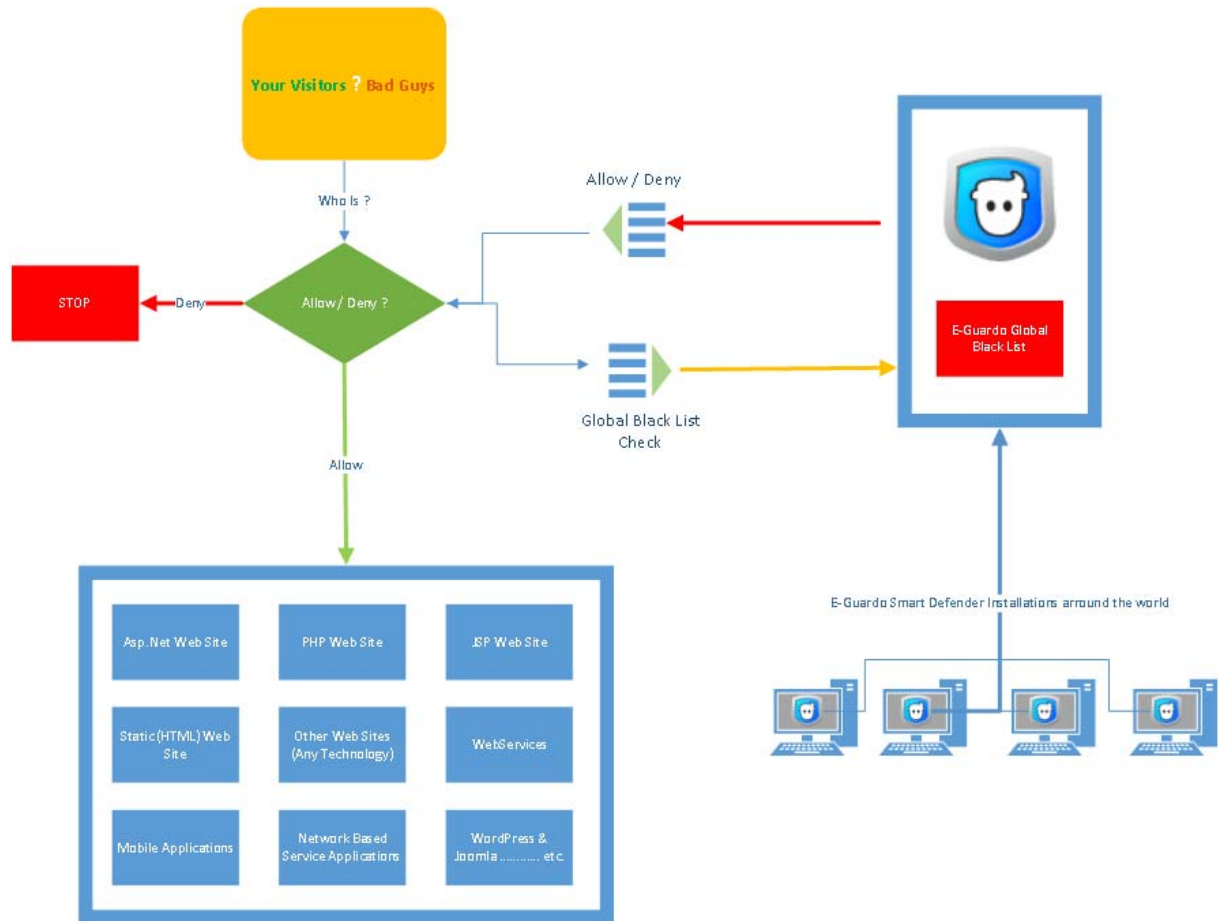 Your Visitors ? Bad Guys
Who Is ?
Allow / Deny
STOP
Deny
Allow/ Deny ?
E-Guardo Global
Black List
Global Black List
Check
Allow
E-Guardo Smart Defender Installations arround the world
Asp.Net Web Site
PHP Web Site
JSP Web Site
Static (HTML) Web
Site
Other Web Sites
(Any Technology)
WebServices
Mobile Applications
Network Based
Service Applications
WordPress &
Joomla ............ etc.